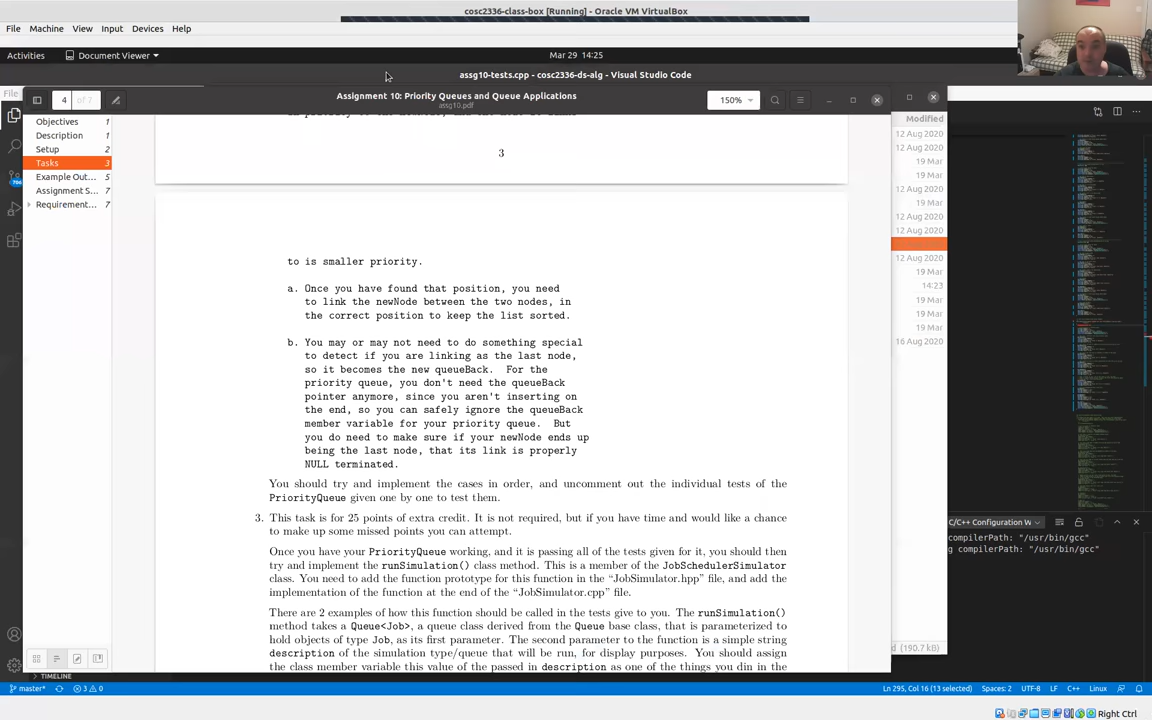 cosc2336-class-box [Running] - Oracle VM VirtualBox
File Machine View Input Devices Help
Activities Document Viewer Mar 29 14:25
assg10-tests.cpp - cosc2336-ds-alg - Visual Studio Code
File
4 of 7 Assignment 10: Priority Queues and Queue Applications 150%
assg10.pdf
Objectives 1
Description 1
Setup 2
Tasks 3
Example Out... 5
Assignment S... 7
Requirement... 7
3
to is smaller priority.
a. Once you have found that position, you need
to link the newNode between the two nodes, in
the correct position to keep the list sorted.
b. You may or may not need to do something special
to detect if you are linking as the last node,
so it becomes the new queueBack. For the
priority queue, you don't need the queueBack
pointer anymore, since you aren't inserting on
the end, so you can safely ignore the queueBack
member variable for your priority queue. But
you do need to make sure if your newNode ends up
being the last node, that its link is properly
NULL terminated.
You should try and implement the cases in order, and uncomment out the individual tests of the
PriorityQueue given one by one to test them.
3. This task is for 25 points of extra credit. It is not required, but if you have time and would like a chance
to make up some missed points you can attempt.
Once you have your PriorityQueue working, and it is passing all of the tests given for it, you should then
try and implement the runSimulation() class method. This is a member of the JobSchedulerSimulator
class. You need to add the function prototype for this function in the “JobSimulator.hpp” file, and add the
implementation of the function at the end of the “JobSimulator.cpp” file.
There are 2 examples of how this function should be called in the tests give to you. The runSimulation()
method takes a Queue<Job>, a queue class derived from the Queue base class, that is parameterized to
hold objects of type Job, as its first parameter. The second parameter to the function is a simple string
description of the simulation type/queue that will be run, for display purposes. You should assign
the class member variable this value of the passed in description as one of the things you din in the
Modified
12 Aug 2020
12 Aug 2020
19 Mar
19 Mar
12 Aug 2020
19 Mar
12 Aug 2020
12 Aug 2020
12 Aug 2020
19 Mar
14:23
19 Mar
19 Mar
19 Mar
16 Aug 2020
C/C++ Configuration W
compilerPath: "/usr/bin/gcc"
g compilerPath: "/usr/bin/gcc"
d (190.7 kB)
TIMELINE
master* 3 0 Ln 295, Col 16 (13 selected) Spaces: 2 UTF-8 LF C++ Linux
Right Ctrl